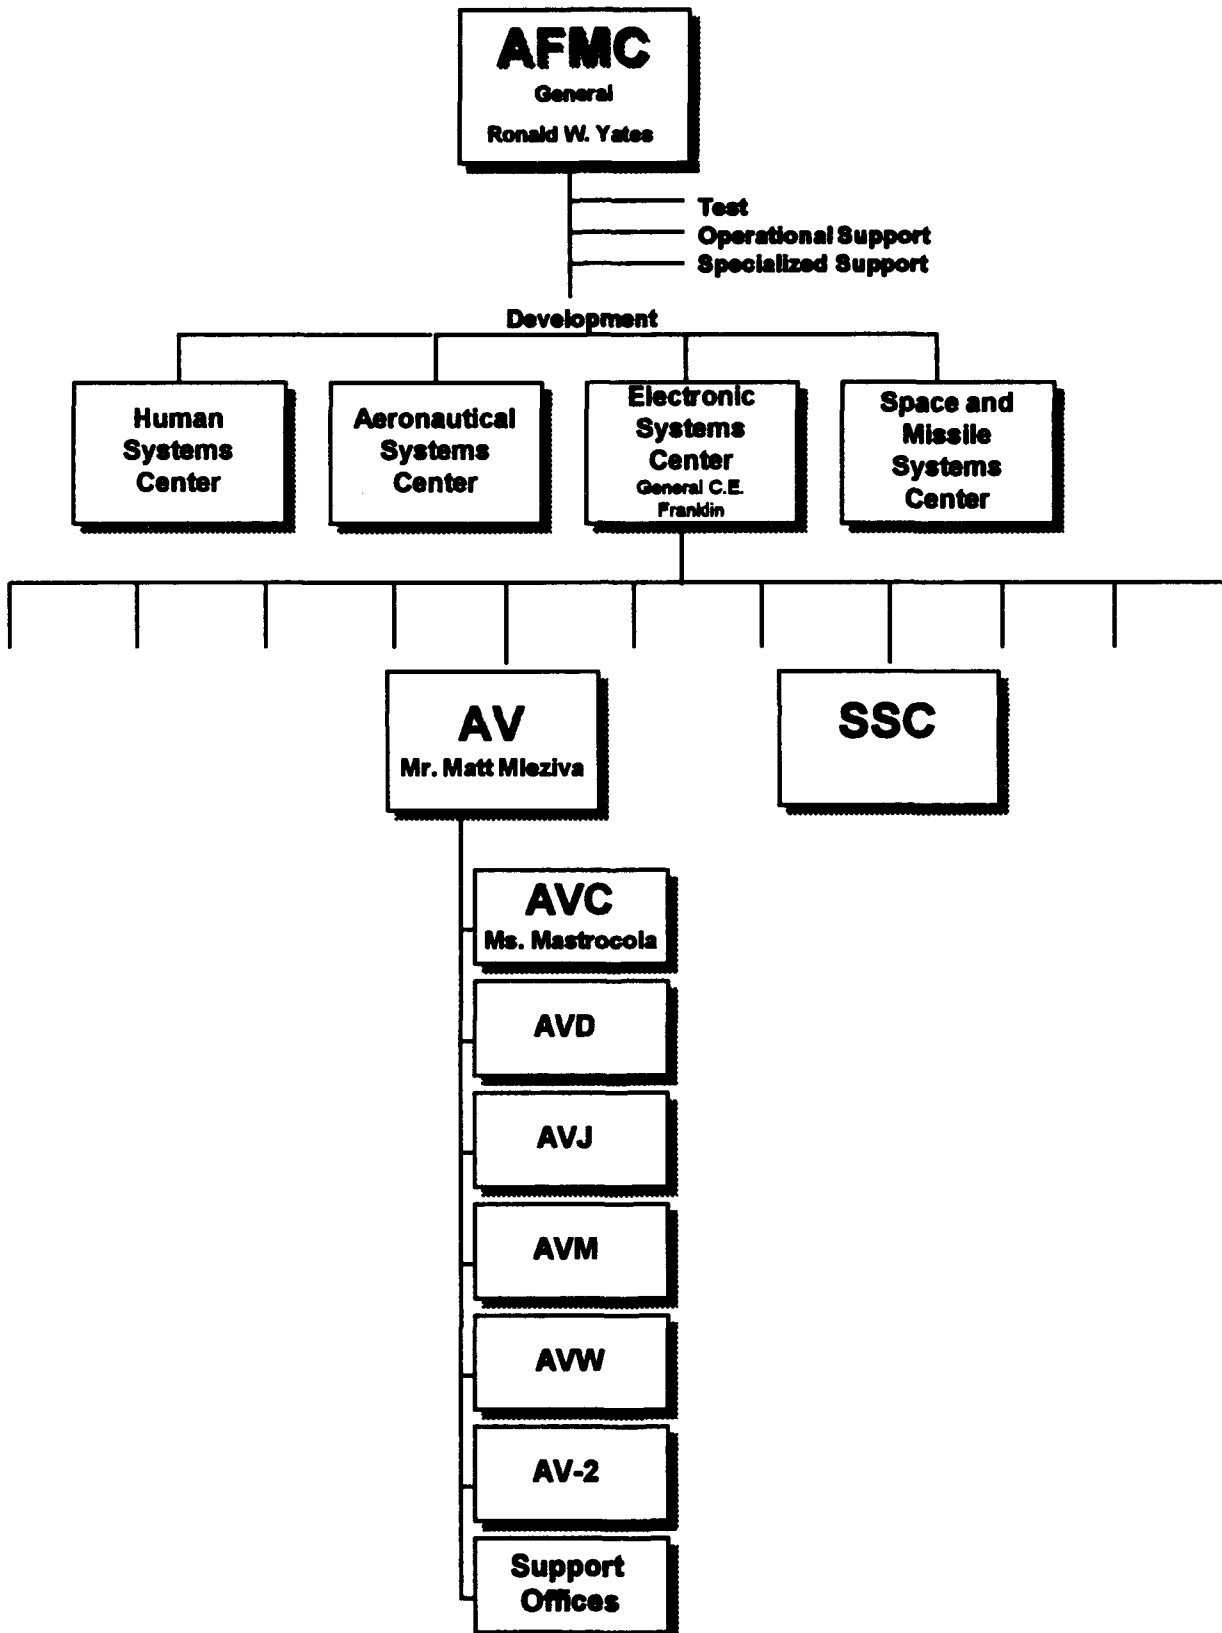 AFMC
General
Ronald W. Yates
Test
Operational Support
Specialized Support
Development
Human
Systems
Center
Aeronautical
Systems
Center
Electronic
Systems
Center
General C.E.
Franklin
Space and
Missile
Systems
Center
AV
Mr. Matt Mleziva
SSC
AVC
Ms. Mastrocola
AVD
AVJ
AVM
AVW
AV-2
Support
Offices